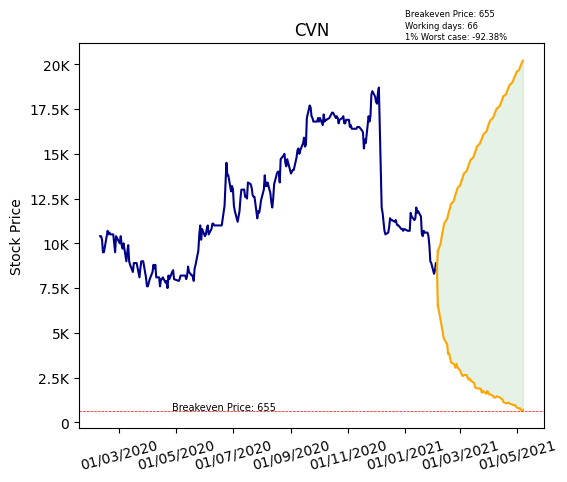 Breakeven Price: 655
Working days: 66
1% Worst case: -92.38%
CVN
Stock Price
20K
17.5K
15K
12.5K
10K
7.5K
5K
2.5K
0
Breakeven Price: 655
01/03/2020
01/05/2020
01/07/2020
01/09/2020
01/11/2020
01/01/2021
01/03/2021
01/05/2021